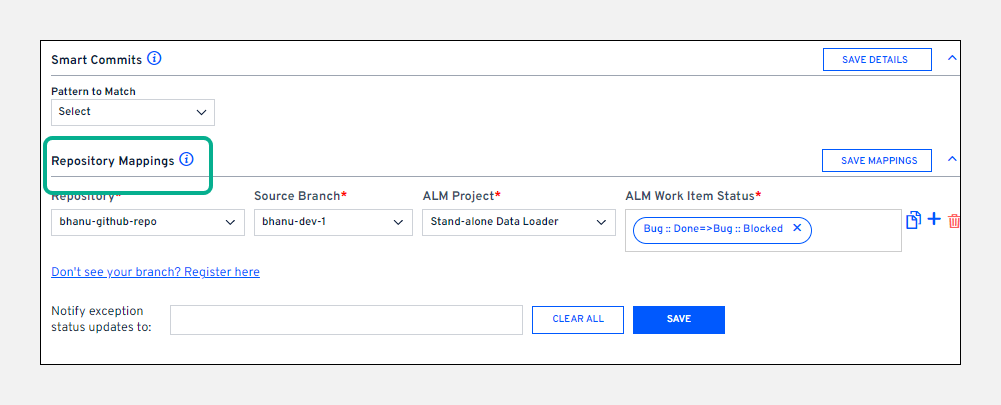 Smart Commits
SAVE DETAILS
Pattern to Match
Select
Repository Mappings
SAVE MAPPINGS
Repository* Source Branch* ALM Project* ALM Work Item Status*
bhanu-github-repo bhanu-dev-1 Stand-alone Data Loader Bug :: Done=>Bug :: Blocked
Don't see your branch? Register here
Notify exception
status updates to:
CLEAR ALL
SAVE